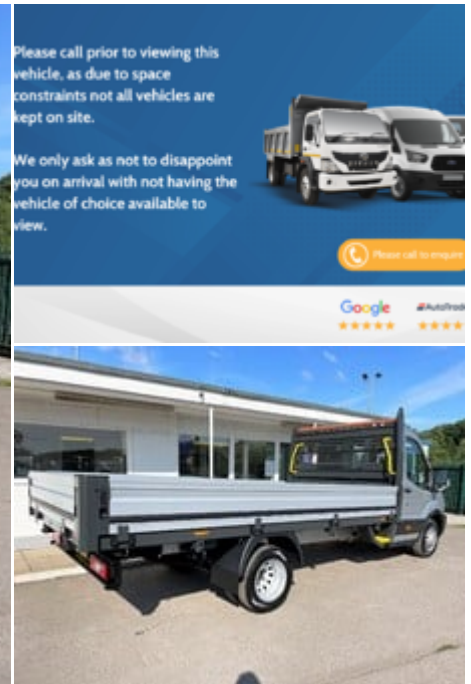 Please call prior to viewing this
vehicle, as due to space
constraints not all vehicles are
kept on site.
We only ask as not to disappoint
you on arrival with not having the
vehicle of choice available to
view.
Please call to enquire
Google
AutoTrade